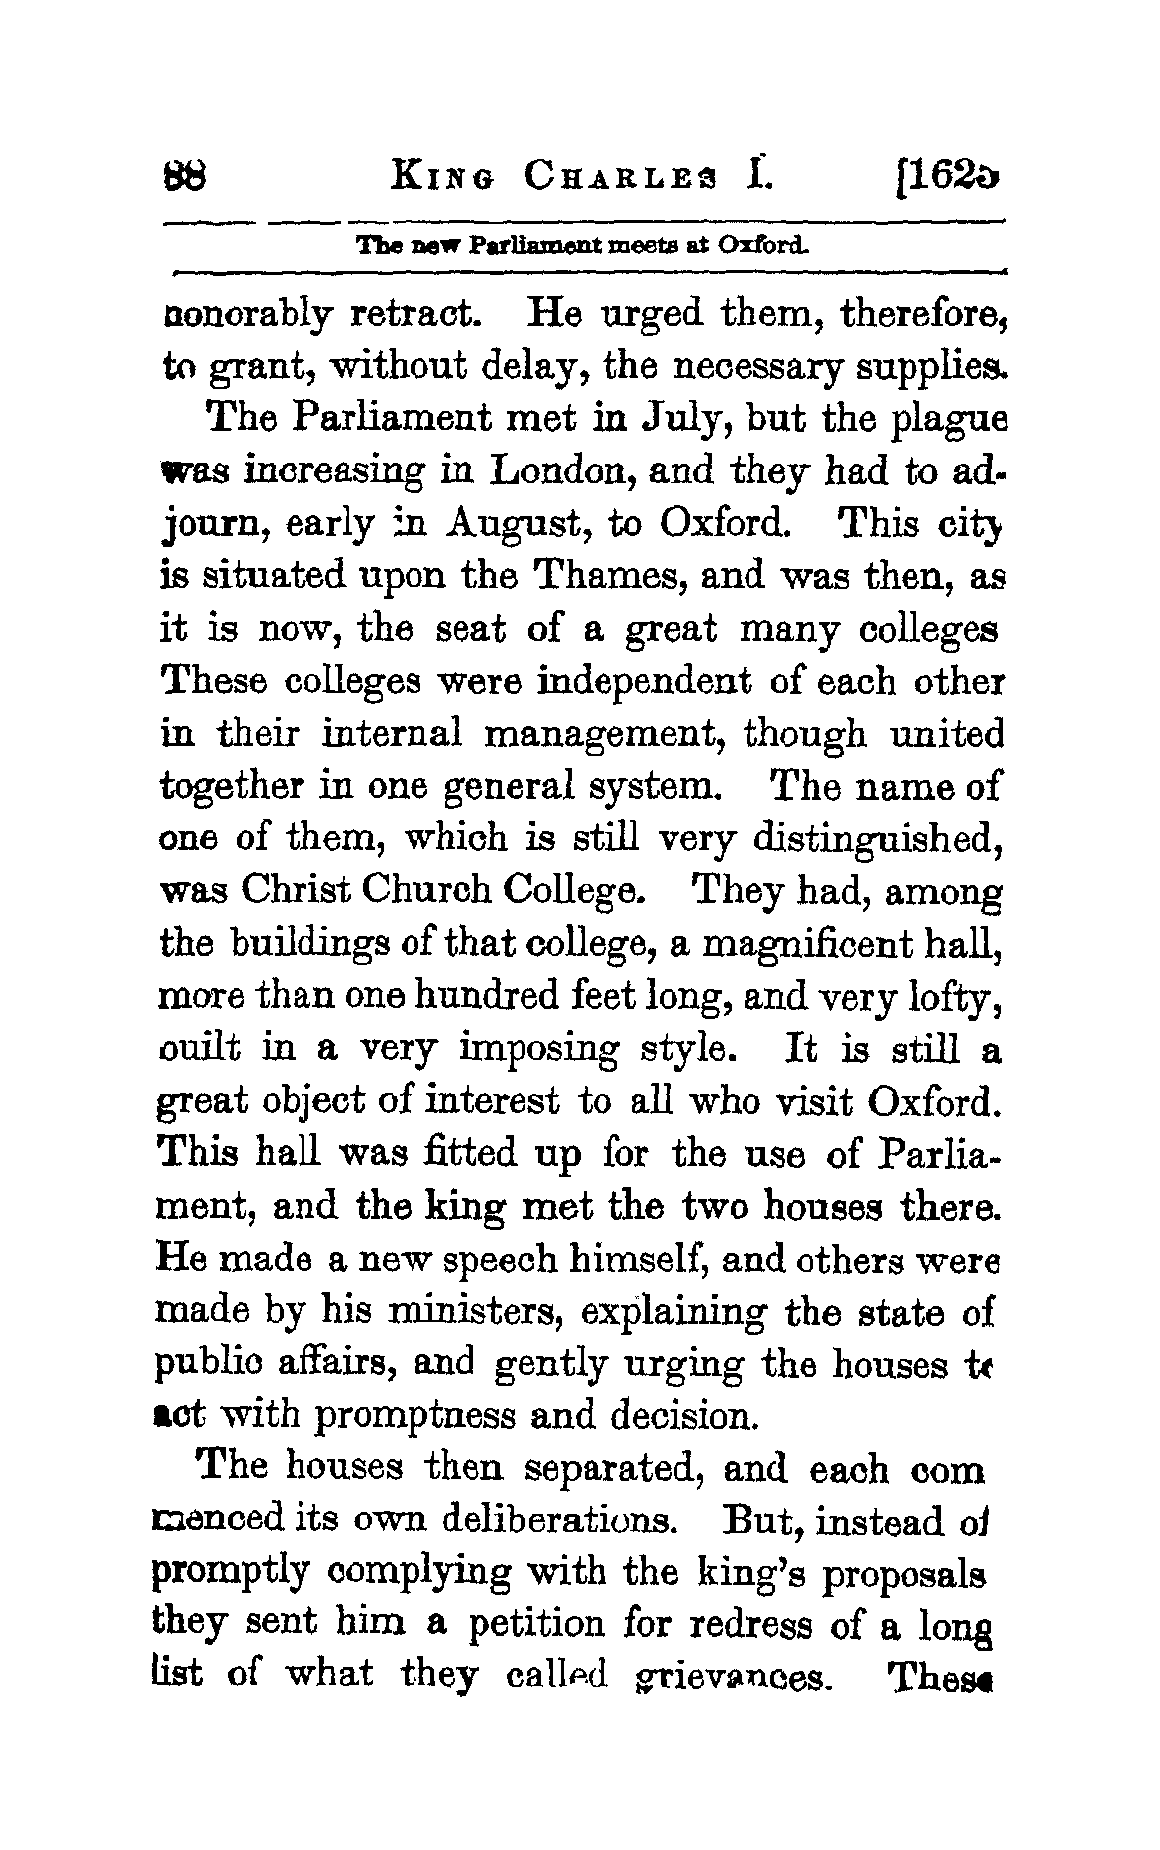 88 KING CHARLES I. [1625
The new Parliament meets at Oxford.
honorably retract. He urged them, therefore,
to grant, without delay, the necessary supplies.
The Parliament met in July, but the plague
was increasing in London, and they had to ad-
journ, early in August, to Oxford. This city
is situated upon the Thames, and was then, as
it is now, the seat of a great many colleges
These colleges were independent of each other
in their internal management, though united
together in one general system. The name of
one of them, which is still very distinguished,
was Christ Church College. They had, among
the buildings of that college, a magnificent hall,
more than one hundred feet long, and very lofty,
built in a very imposing style. It is still a
great object of interest to all who visit Oxford.
This hall was fitted up for the use of Parlia-
ment, and the king met the two houses there.
He made a new speech himself, and others were
made by his ministers, explaining the state of
public affairs, and gently urging the houses to
act with promptness and decision.
The houses then separated, and each com
menced its own deliberations. But, instead of
promptly complying with the king's proposals
they sent him a petition for redress of a long
list of what they called grievances. These